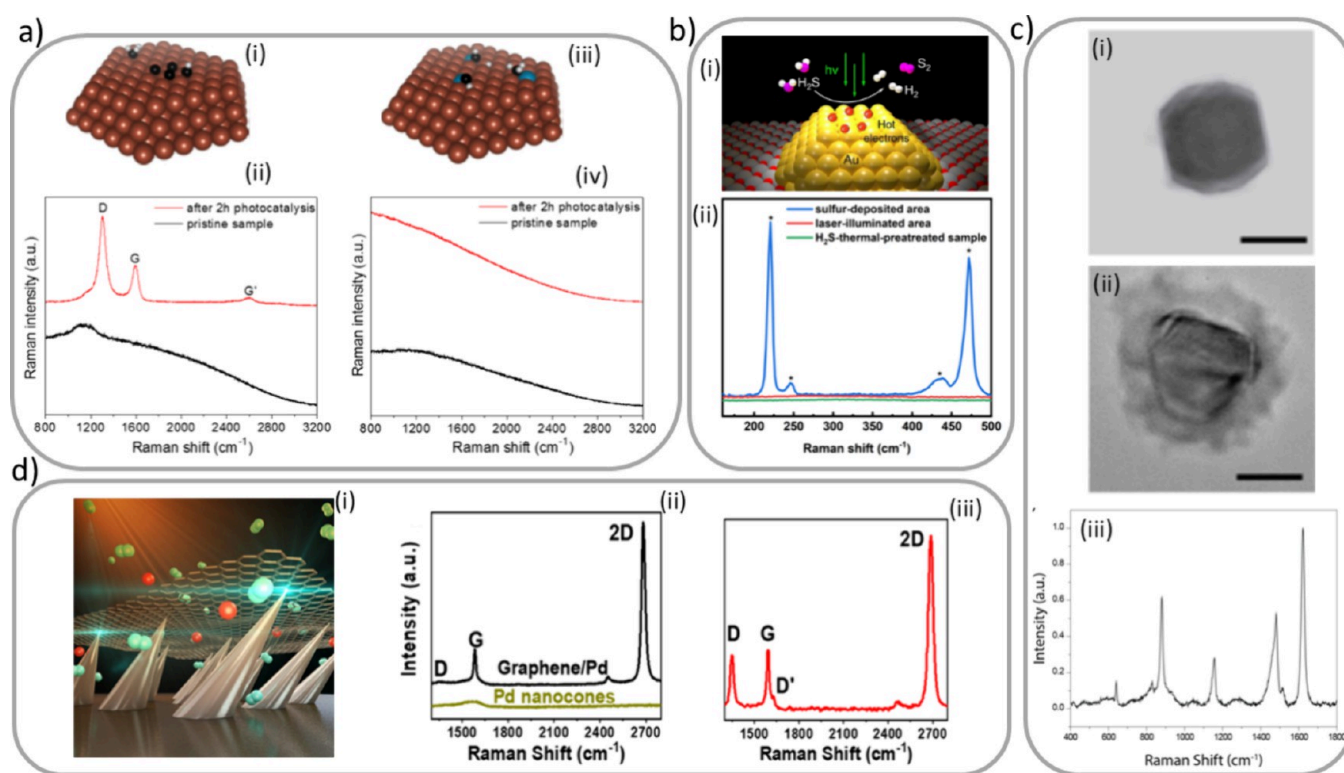 a)
(i)
(iii)
(ii)
(iv)
D
G
G'
after 2h photocatalysis
pristine sample
Raman intensity (a.u.)
800 1200 1600 2000 2400 2800 3200
Raman shift (cm⁻¹)
after 2h photocatalysis
pristine sample
Raman intensity (a.u.)
800 1200 1600 2000 2400 2800 3200
Raman shift (cm⁻¹)
b)
(i)
hν
S₂
H₂S
H₂
Hot
electrons
Au
(ii)
sulfur-deposited area
laser-illuminated area
H₂S-thermal-preatreated sample
* * * *
Raman intensity (a.u.)
200 250 300 350 400 450 500
Raman shift (cm⁻¹)
c)
(i)
(ii)
(iii)
Intensity (a.u.)
1.0
0.8
0.6
0.4
0.2
0.0
400 600 800 1000 1200 1400 1600 1800
Raman Shift (cm⁻¹)
d)
(i)
(ii)
2D
G
D
Graphene/Pd
Pd nanocones
Intensity (a.u.)
1500 1800 2100 2400 2700
Raman Shift (cm⁻¹)
(iii)
2D
D
G
D'
Intensity (a.u.)
1500 1800 2100 2400 2700
Raman Shift (cm⁻¹)